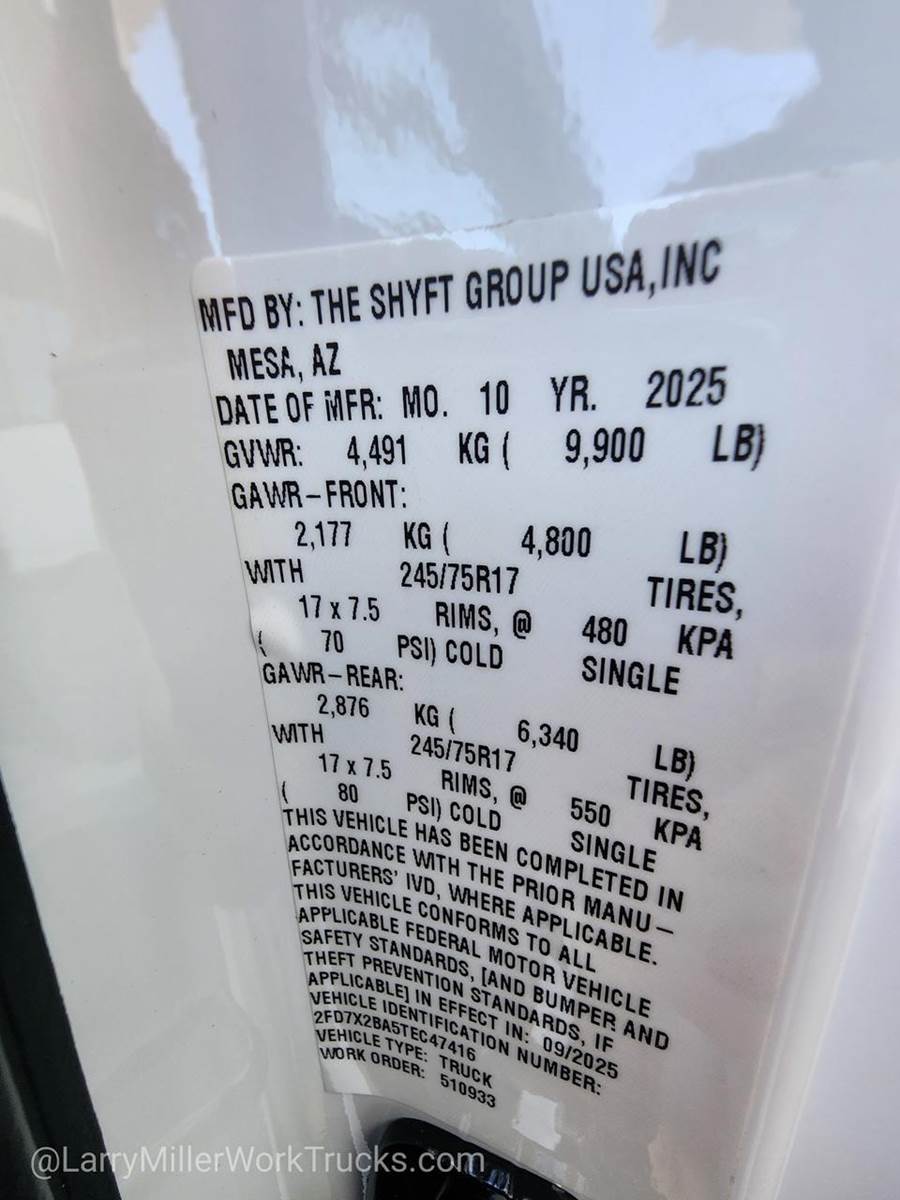 MFD BY: THE SHYFT GROUP USA,INC
MESA, AZ
DATE OF MFR: MO. 10 YR. 2025
GVWR: 4,491 KG ( 9,900 LB)
GAWR-FRONT:
2,177 KG ( 4,800 LB)
WITH 245/75R17 TIRES,
17 x 7.5 RIMS, @ 480 KPA
( 70 PSI) COLD SINGLE
GAWR-REAR:
2,876 KG ( 6,340 LB)
WITH 245/75R17 TIRES,
17 x 7.5 RIMS, @ 550 KPA
( 80 PSI) COLD SINGLE
THIS VEHICLE HAS BEEN COMPLETED IN
ACCORDANCE WITH THE PRIOR MANU-
FACTURERS' IVD, WHERE APPLICABLE.
THIS VEHICLE CONFORMS TO ALL
APPLICABLE FEDERAL MOTOR VEHICLE
SAFETY STANDARDS, [AND BUMPER AND
THEFT PREVENTION STANDARDS, IF
APPLICABLE] IN EFFECT IN: 09/2025
VEHICLE IDENTIFICATION NUMBER:
2FD7X2BA5TEC47416
VEHICLE TYPE: TRUCK
WORK ORDER: 510933
@LarryMillerWorkTrucks.com